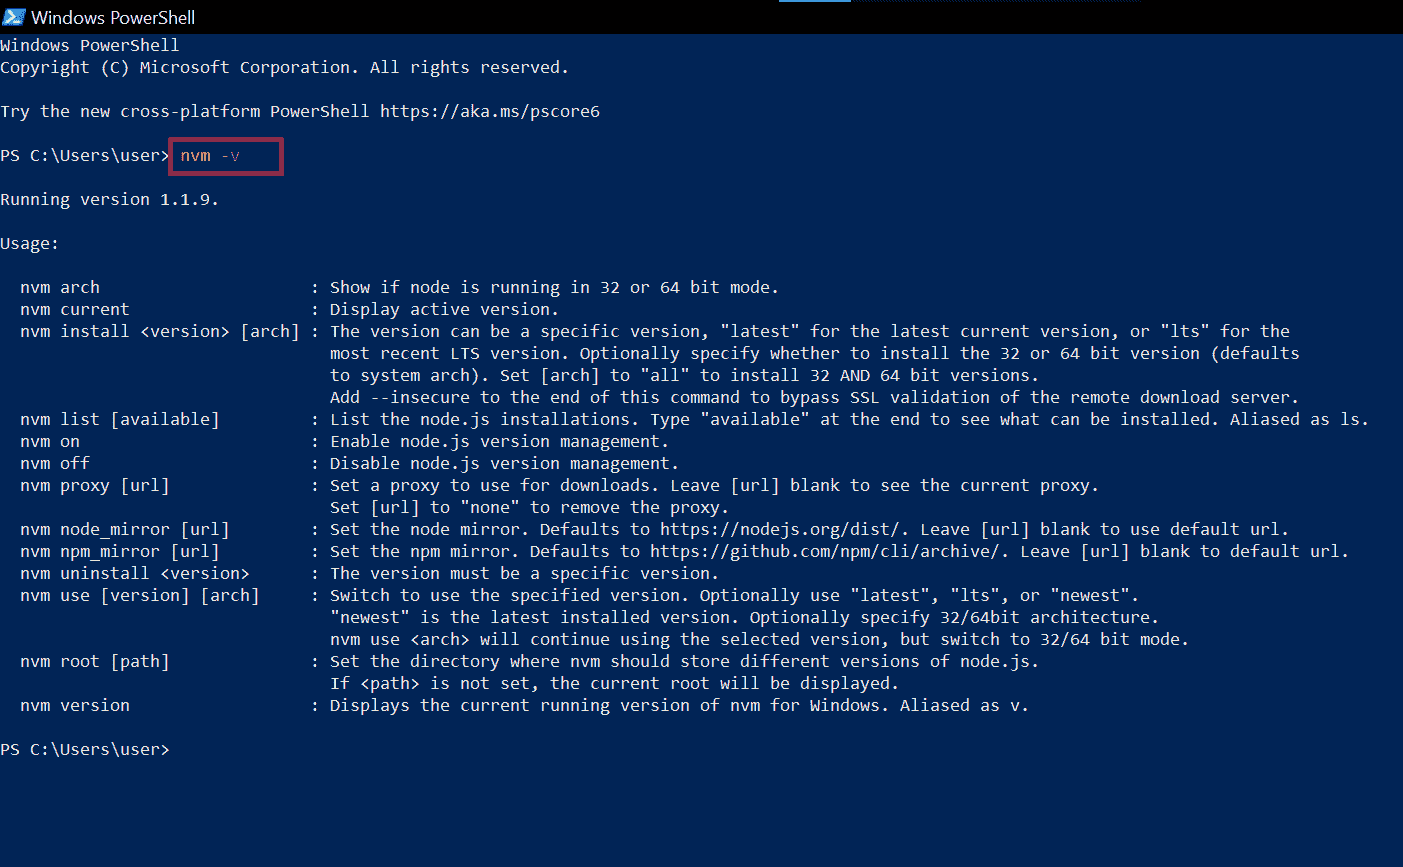 Windows PowerShell
Windows PowerShell
Copyright (C) Microsoft Corporation. All rights reserved.
Try the new cross-platform PowerShell https://aka.ms/pscore6
PS C:\Users\user> nvm -v
Running version 1.1.9.
Usage:
nvm arch : Show if node is running in 32 or 64 bit mode.
nvm current : Display active version.
nvm install <version> [arch] : The version can be a specific version, "latest" for the latest current version, or "lts" for the
most recent LTS version. Optionally specify whether to install the 32 or 64 bit version (defaults
to system arch). Set [arch] to "all" to install 32 AND 64 bit versions.
Add --insecure to the end of this command to bypass SSL validation of the remote download server.
nvm list [available] : List the node.js installations. Type "available" at the end to see what can be installed. Aliased as ls.
nvm on : Enable node.js version management.
nvm off : Disable node.js version management.
nvm proxy [url] : Set a proxy to use for downloads. Leave [url] blank to see the current proxy.
Set [url] to "none" to remove the proxy.
nvm node_mirror [url] : Set the node mirror. Defaults to https://nodejs.org/dist/. Leave [url] blank to use default url.
nvm npm_mirror [url] : Set the npm mirror. Defaults to https://github.com/npm/cli/archive/. Leave [url] blank to default url.
nvm uninstall <version> : The version must be a specific version.
nvm use [version] [arch] : Switch to use the specified version. Optionally use "latest", "lts", or "newest".
"newest" is the latest installed version. Optionally specify 32/64bit architecture.
nvm use <arch> will continue using the selected version, but switch to 32/64 bit mode.
nvm root [path] : Set the directory where nvm should store different versions of node.js.
If <path> is not set, the current root will be displayed.
nvm version : Displays the current running version of nvm for Windows. Aliased as v.
PS C:\Users\user>